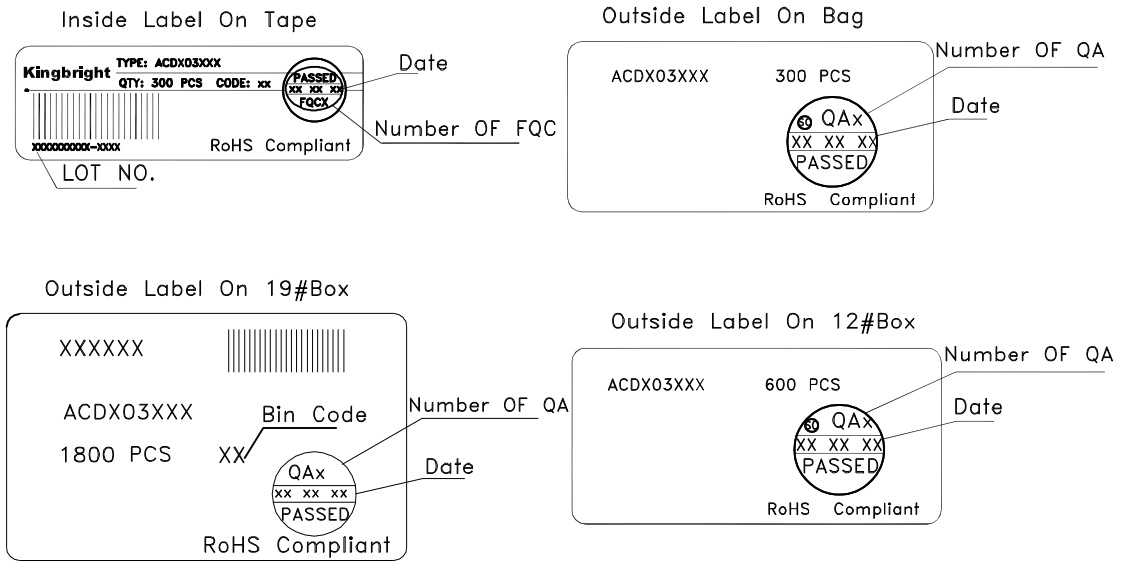 Inside Label On Tape
Kingbright
TYPE: ACDX03XXX
QTY: 300 PCS CODE: XX
PASSED
XX XX XX
FQCX
XXXXXXXXXX-XXXX
RoHS Compliant
Date
Number OF FQC
LOT NO.
Outside Label On Bag
ACDX03XXX 300 PCS
SQ QAx
XX XX XX
PASSED
RoHS Compliant
Number OF QA
Date
Outside Label On 19#Box
XXXXXX
ACDX03XXX
Bin Code
1800 PCS XX
QAx
XX XX XX
PASSED
RoHS Compliant
Number OF QA
Date
Outside Label On 12#Box
ACDX03XXX 600 PCS
SQ QAx
XX XX XX
PASSED
RoHS Compliant
Number OF QA
Date